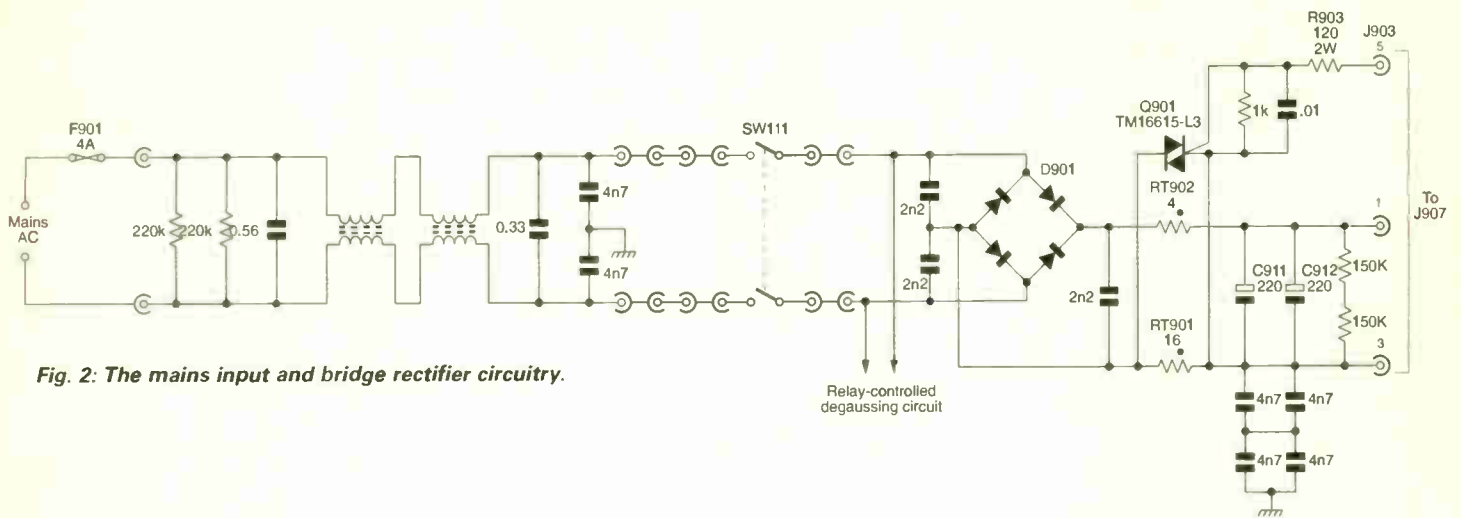 R903
120
2W
J903
5
F901
4A
Q901
TM16615-L3
1k
.01
SW111
Mains
AC
220k
220k
0.56
0.33
4n7
4n7
2n2
2n2
D901
2n2
RT902
4
1
To
J907
C911
220
C912
220
150K
150K
RT901
16
3
4n7
4n7
4n7
4n7
Relay-controlled
degaussing circuit
Fig. 2: The mains input and bridge rectifier circuitry.